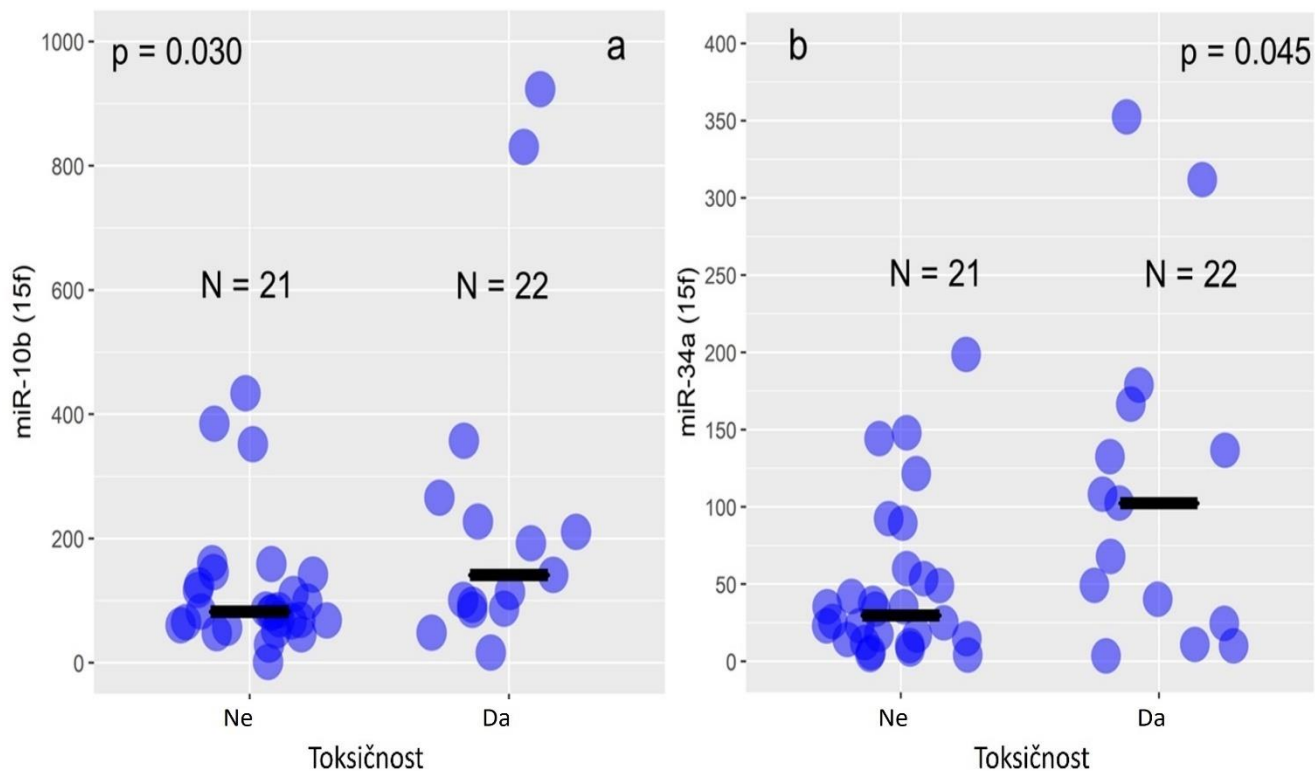 p = 0.030
a
miR-10b (15f)
1000
800
600
400
200
0
N = 21
N = 22
Ne
Da
Toksičnost
b
p = 0.045
miR-34a (15f)
400
350
300
250
200
150
100
50
0
N = 21
N = 22
Ne
Da
Toksičnost